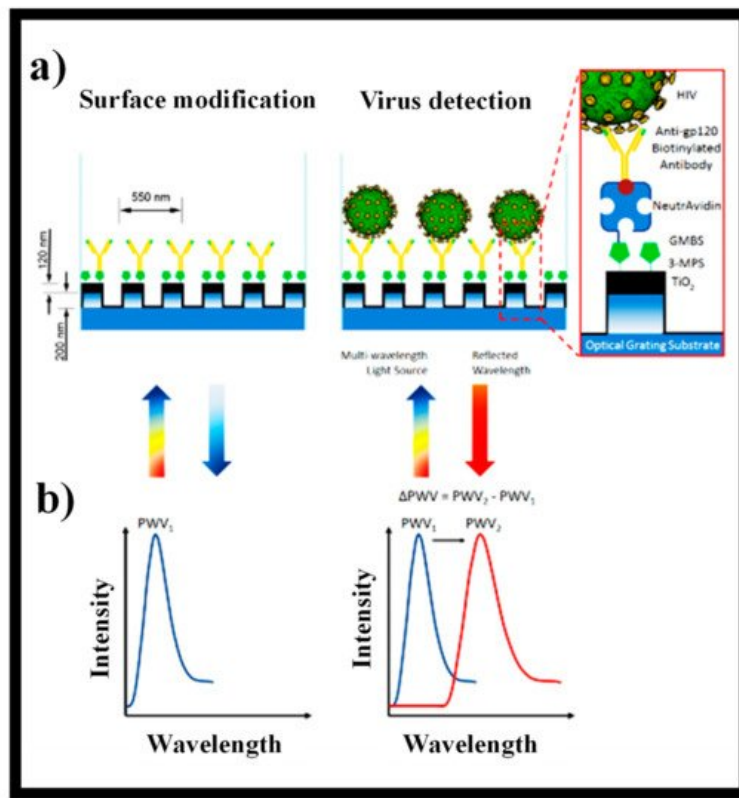 a)
Surface modification
Virus detection
550 nm
120 nm
200 nm
HIV
Anti-gp120
Biotinylated
Antibody
NeutrAvidin
GMBS
3-MPS
TiO₂
Optical Grating Substrate
Multi-wavelength
Light Source
Reflected
Wavelength
b)
PWV₁
Intensity
Wavelength
ΔPWV = PWV₂ - PWV₁
PWV₁
PWV₂
Intensity
Wavelength